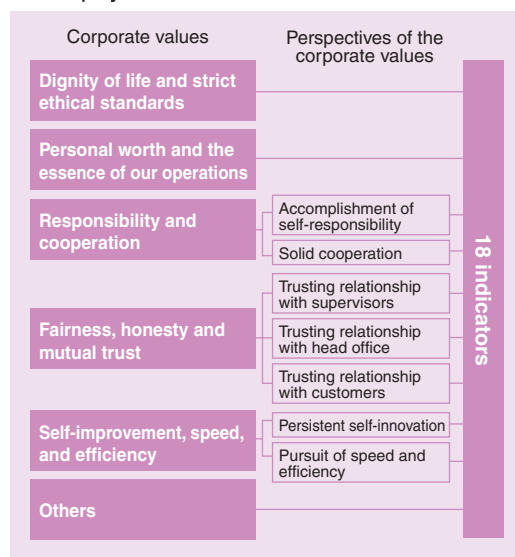 Corporate values
Perspectives of the
corporate values
Dignity of life and strict
ethical standards
Personal worth and the
essence of our operations
Responsibility and
cooperation
Accomplishment of
self-responsibility
Solid cooperation
Fairness, honesty and
mutual trust
Trusting relationship
with supervisors
Trusting relationship
with head office
Trusting relationship
with customers
Self-improvement, speed,
and efficiency
Persistent self-innovation
Pursuit of speed and
efficiency
Others
18 indicators